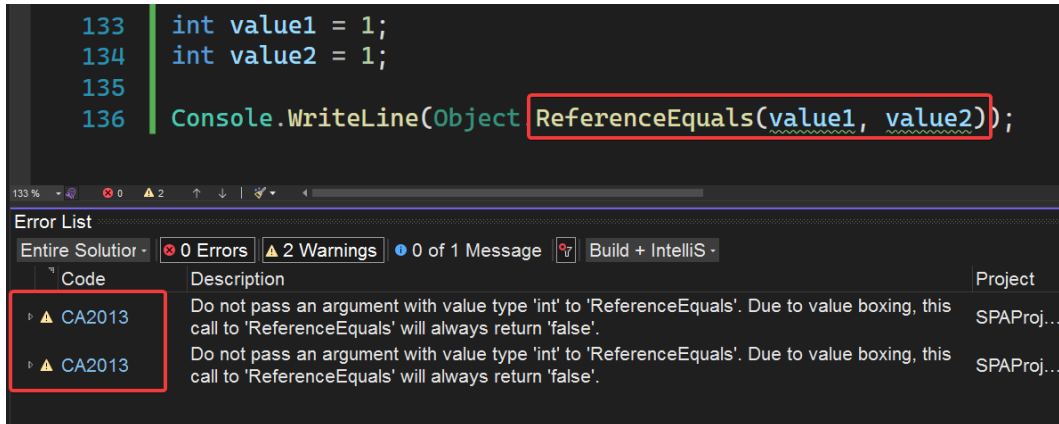 133 int value1 = 1;
134 int value2 = 1;
135
136 Console.WriteLine(Object.ReferenceEquals(value1, value2));
133 % 0 2
Error List
Entire Solution 0 Errors 2 Warnings 0 of 1 Message Build + IntelliS
Code Description Project
CA2013 Do not pass an argument with value type 'int' to 'ReferenceEquals'. Due to value boxing, this SPAProj...
call to 'ReferenceEquals' will always return 'false'.
CA2013 Do not pass an argument with value type 'int' to 'ReferenceEquals'. Due to value boxing, this SPAProj...
call to 'ReferenceEquals' will always return 'false'.